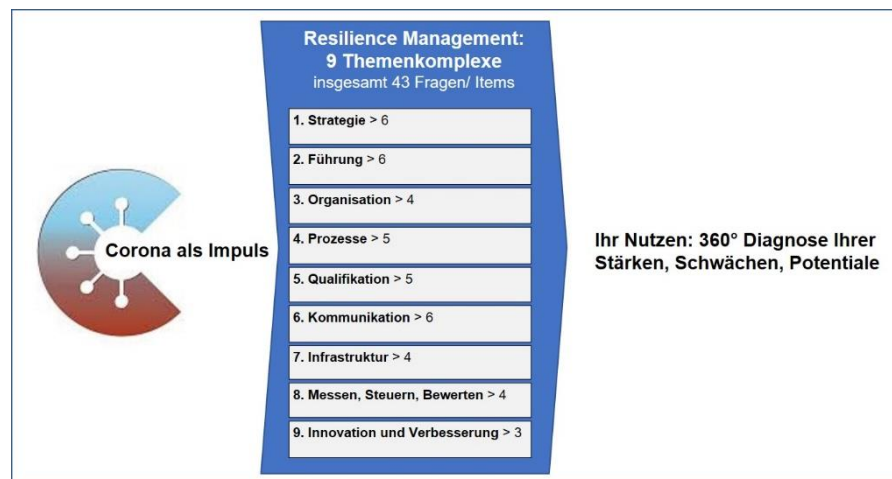 Resilience Management:
9 Themenkomplexe
insgesamt 43 Fragen/ Items
1. Strategie > 6
2. Führung > 6
3. Organisation > 4
4. Prozesse > 5
5. Qualifikation > 5
6. Kommunikation > 6
7. Infrastruktur > 4
8. Messen, Steuern, Bewerten > 4
9. Innovation und Verbesserung > 3
Corona als Impuls
Ihr Nutzen: 360° Diagnose Ihrer
Stärken, Schwächen, Potentiale